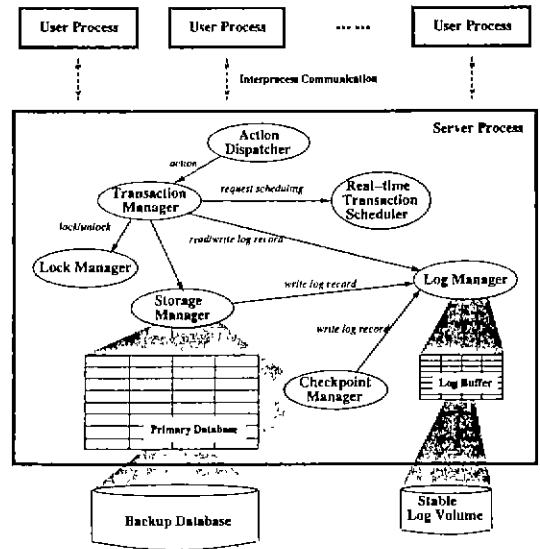 User Process
User Process
User Process
Interprocess Communication
Server Process
Action
Dispatcher
action
Transaction
Manager
request scheduling
Real-time
Transaction
Scheduler
lock/unlock
read/write log record
Lock Manager
Log Manager
Storage
Manager
write log record
write log record
Checkpoint
Manager
Log Buffer
Primary Database
Backup Database
Stable
Log Volume